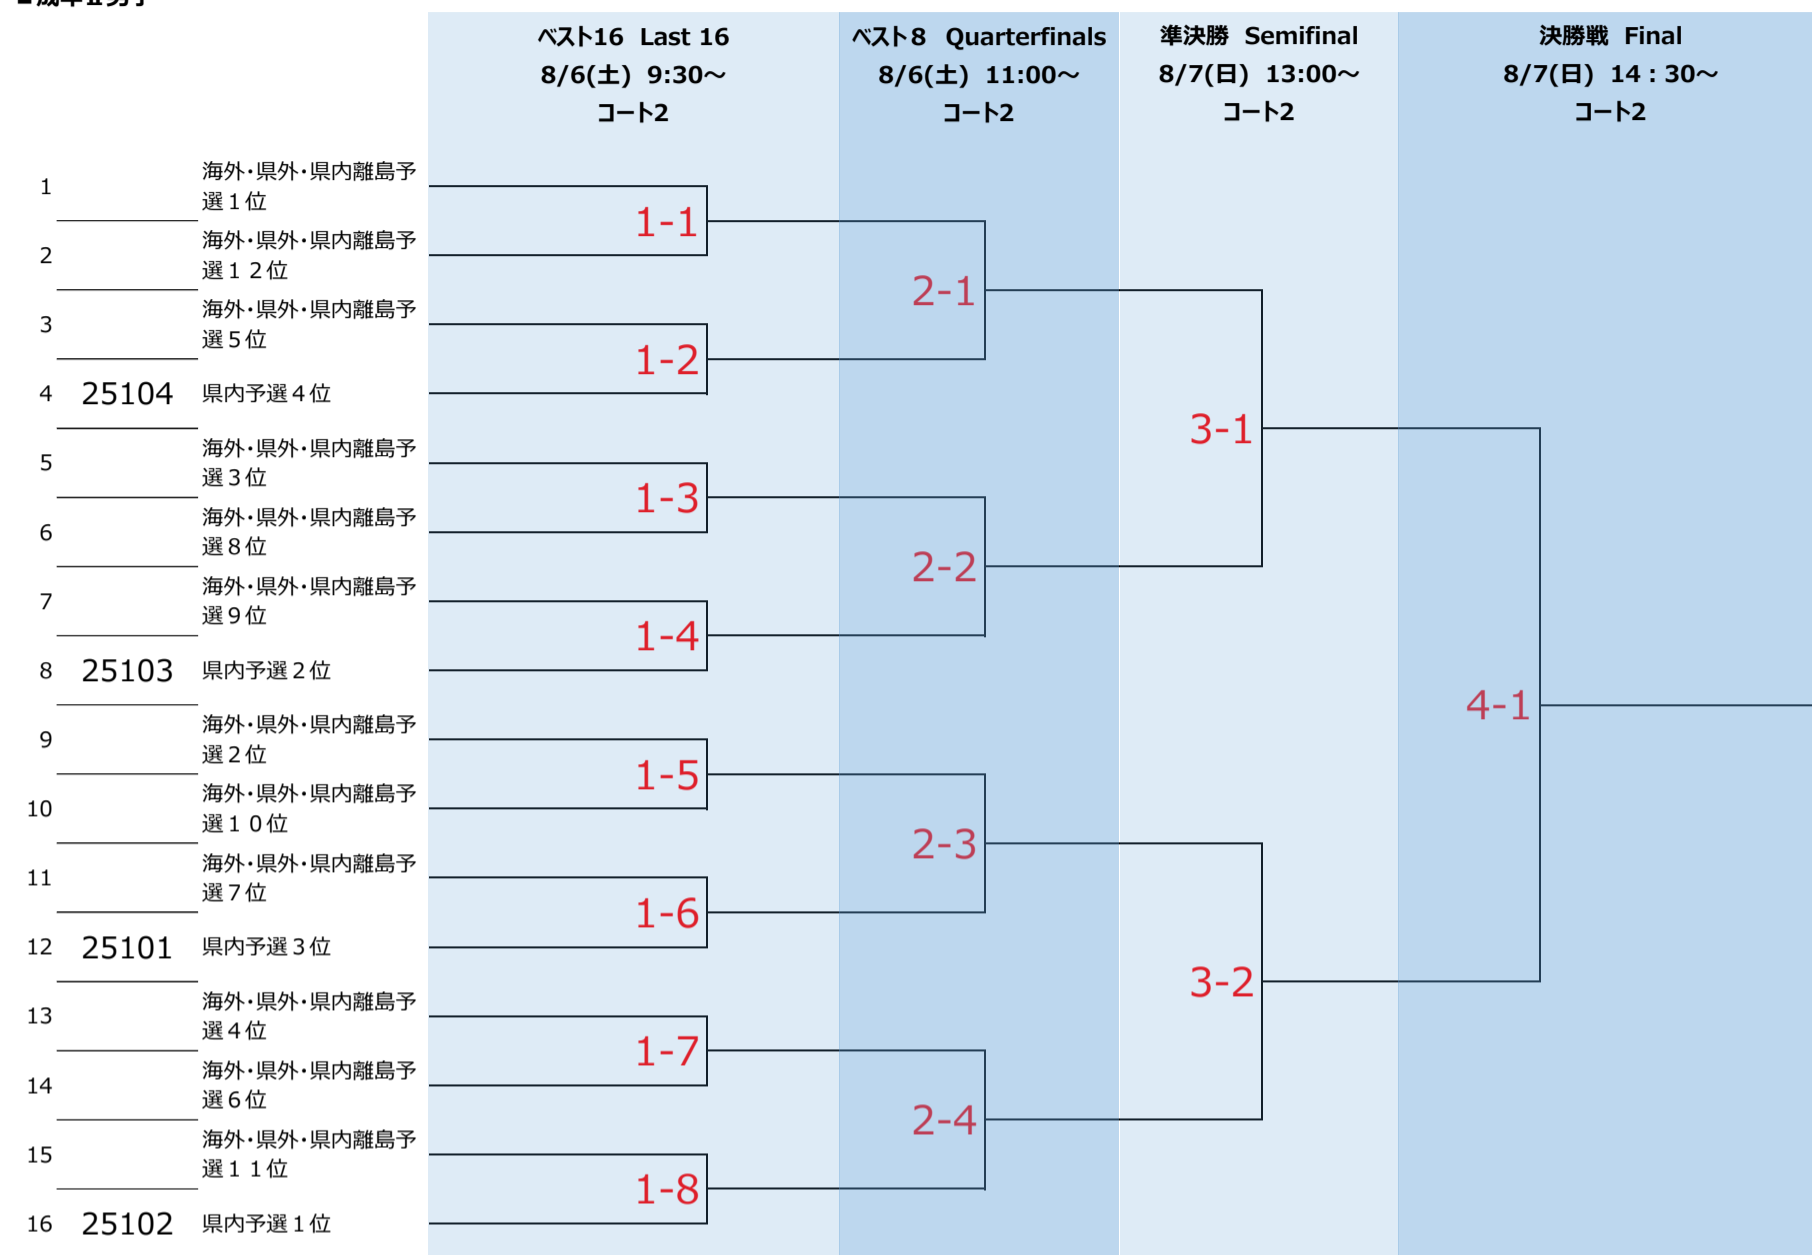 ベスト16 Last 16
8/6(土) 9:30～
コート2
ベスト8 Quarterfinals
8/6(土) 11:00～
コート2
準決勝 Semifinal
8/7(日) 13:00～
コート2
決勝戦 Final
8/7(日) 14：30～
コート2
1 海外・県外・県内離島予
選１位
1-1
2 海外・県外・県内離島予
選１２位
2-1
3 海外・県外・県内離島予
選５位
1-2
4 25104 県内予選４位
3-1
5 海外・県外・県内離島予
選３位
1-3
6 海外・県外・県内離島予
選８位
2-2
7 海外・県外・県内離島予
選９位
1-4
8 25103 県内予選２位
4-1
9 海外・県外・県内離島予
選２位
1-5
10 海外・県外・県内離島予
選１０位
2-3
11 海外・県外・県内離島予
選７位
1-6
12 25101 県内予選３位
3-2
13 海外・県外・県内離島予
選４位
1-7
14 海外・県外・県内離島予
選６位
2-4
15 海外・県外・県内離島予
選１１位
1-8
16 25102 県内予選１位